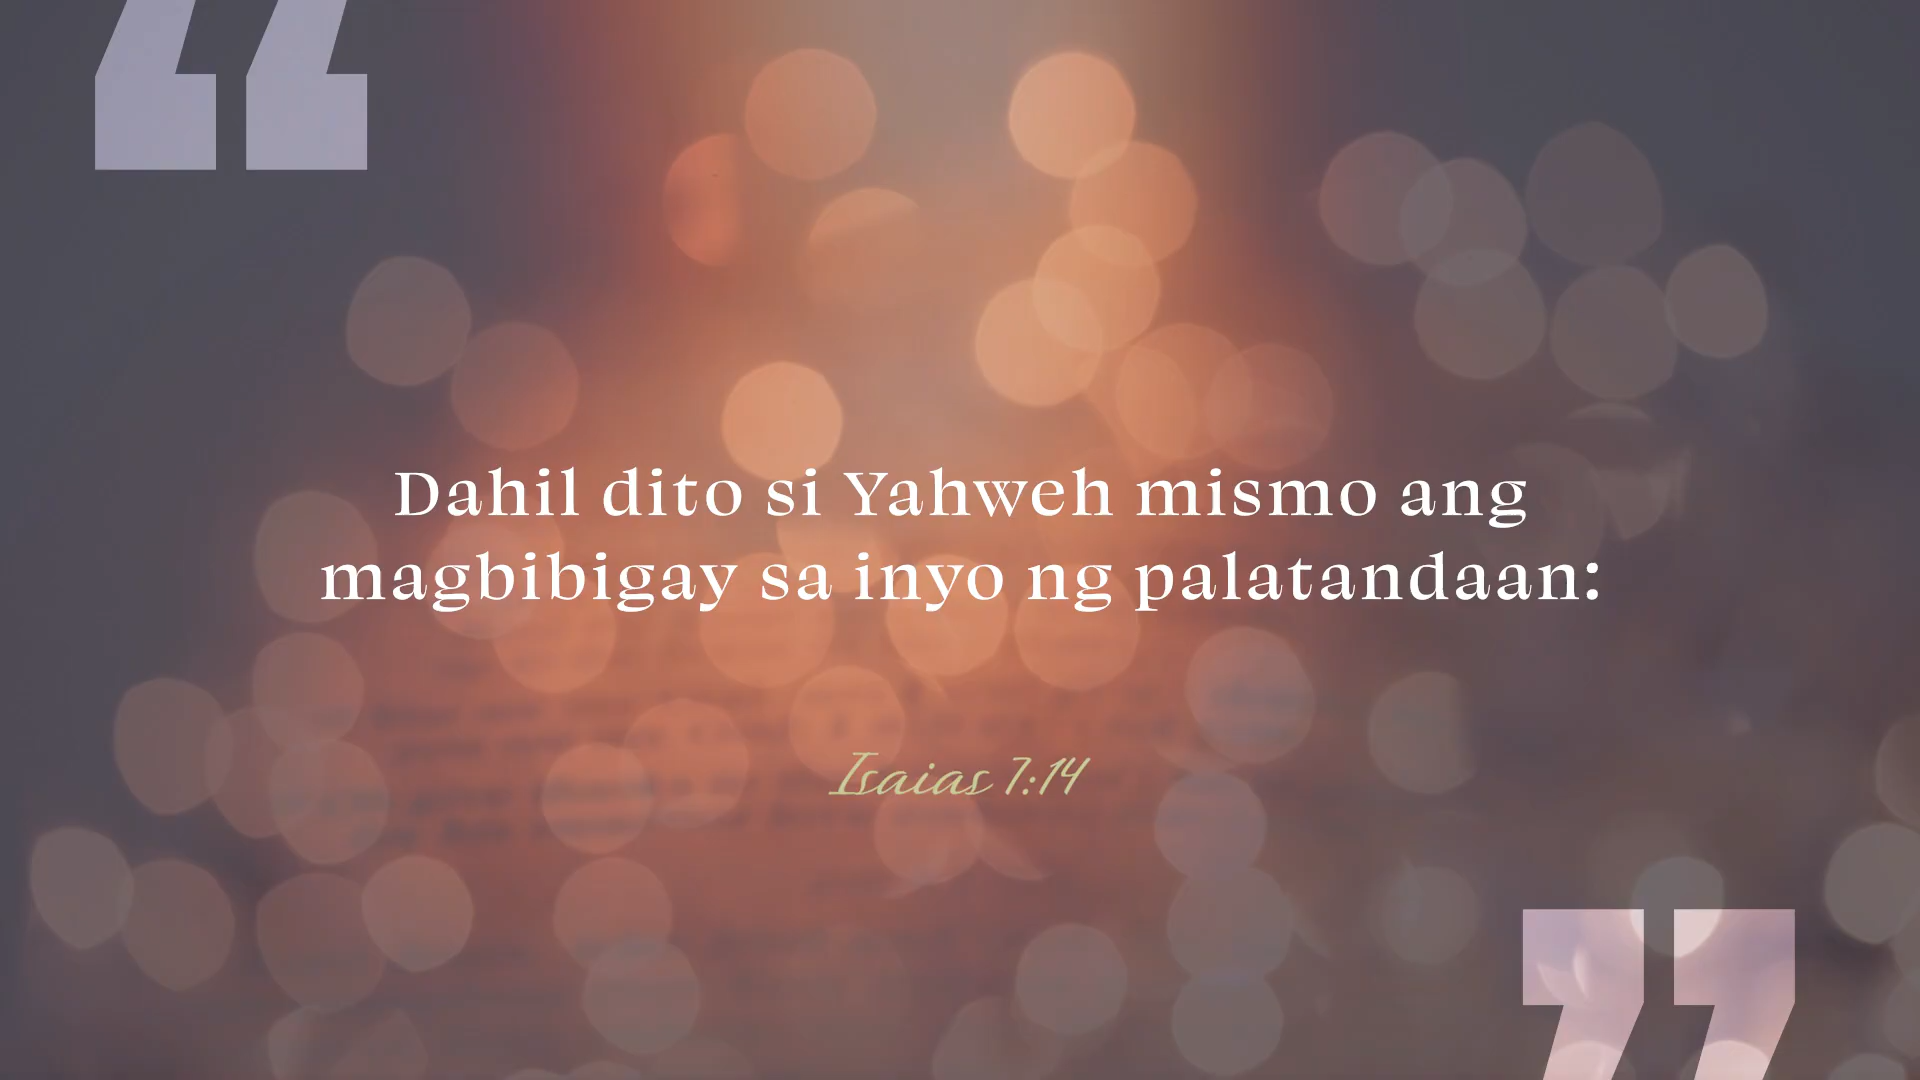 Dahil dito si Yahweh mismo ang
magbibigay sa inyo ng palatandaan:
Isaias 7:14